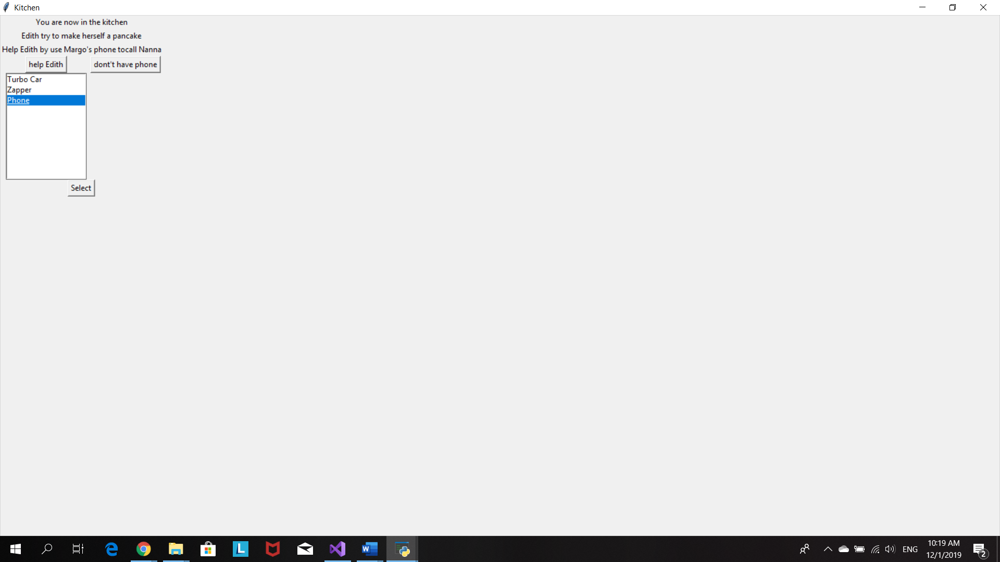 Kitchen
You are now in the kitchen
Edith try to make herself a pancake
Help Edith by use Margo's phone tocall Nanna
help Edith
dont't have phone
Turbo Car
Zapper
Phone
Select
ENG
10:19 AM
12/1/2019
2